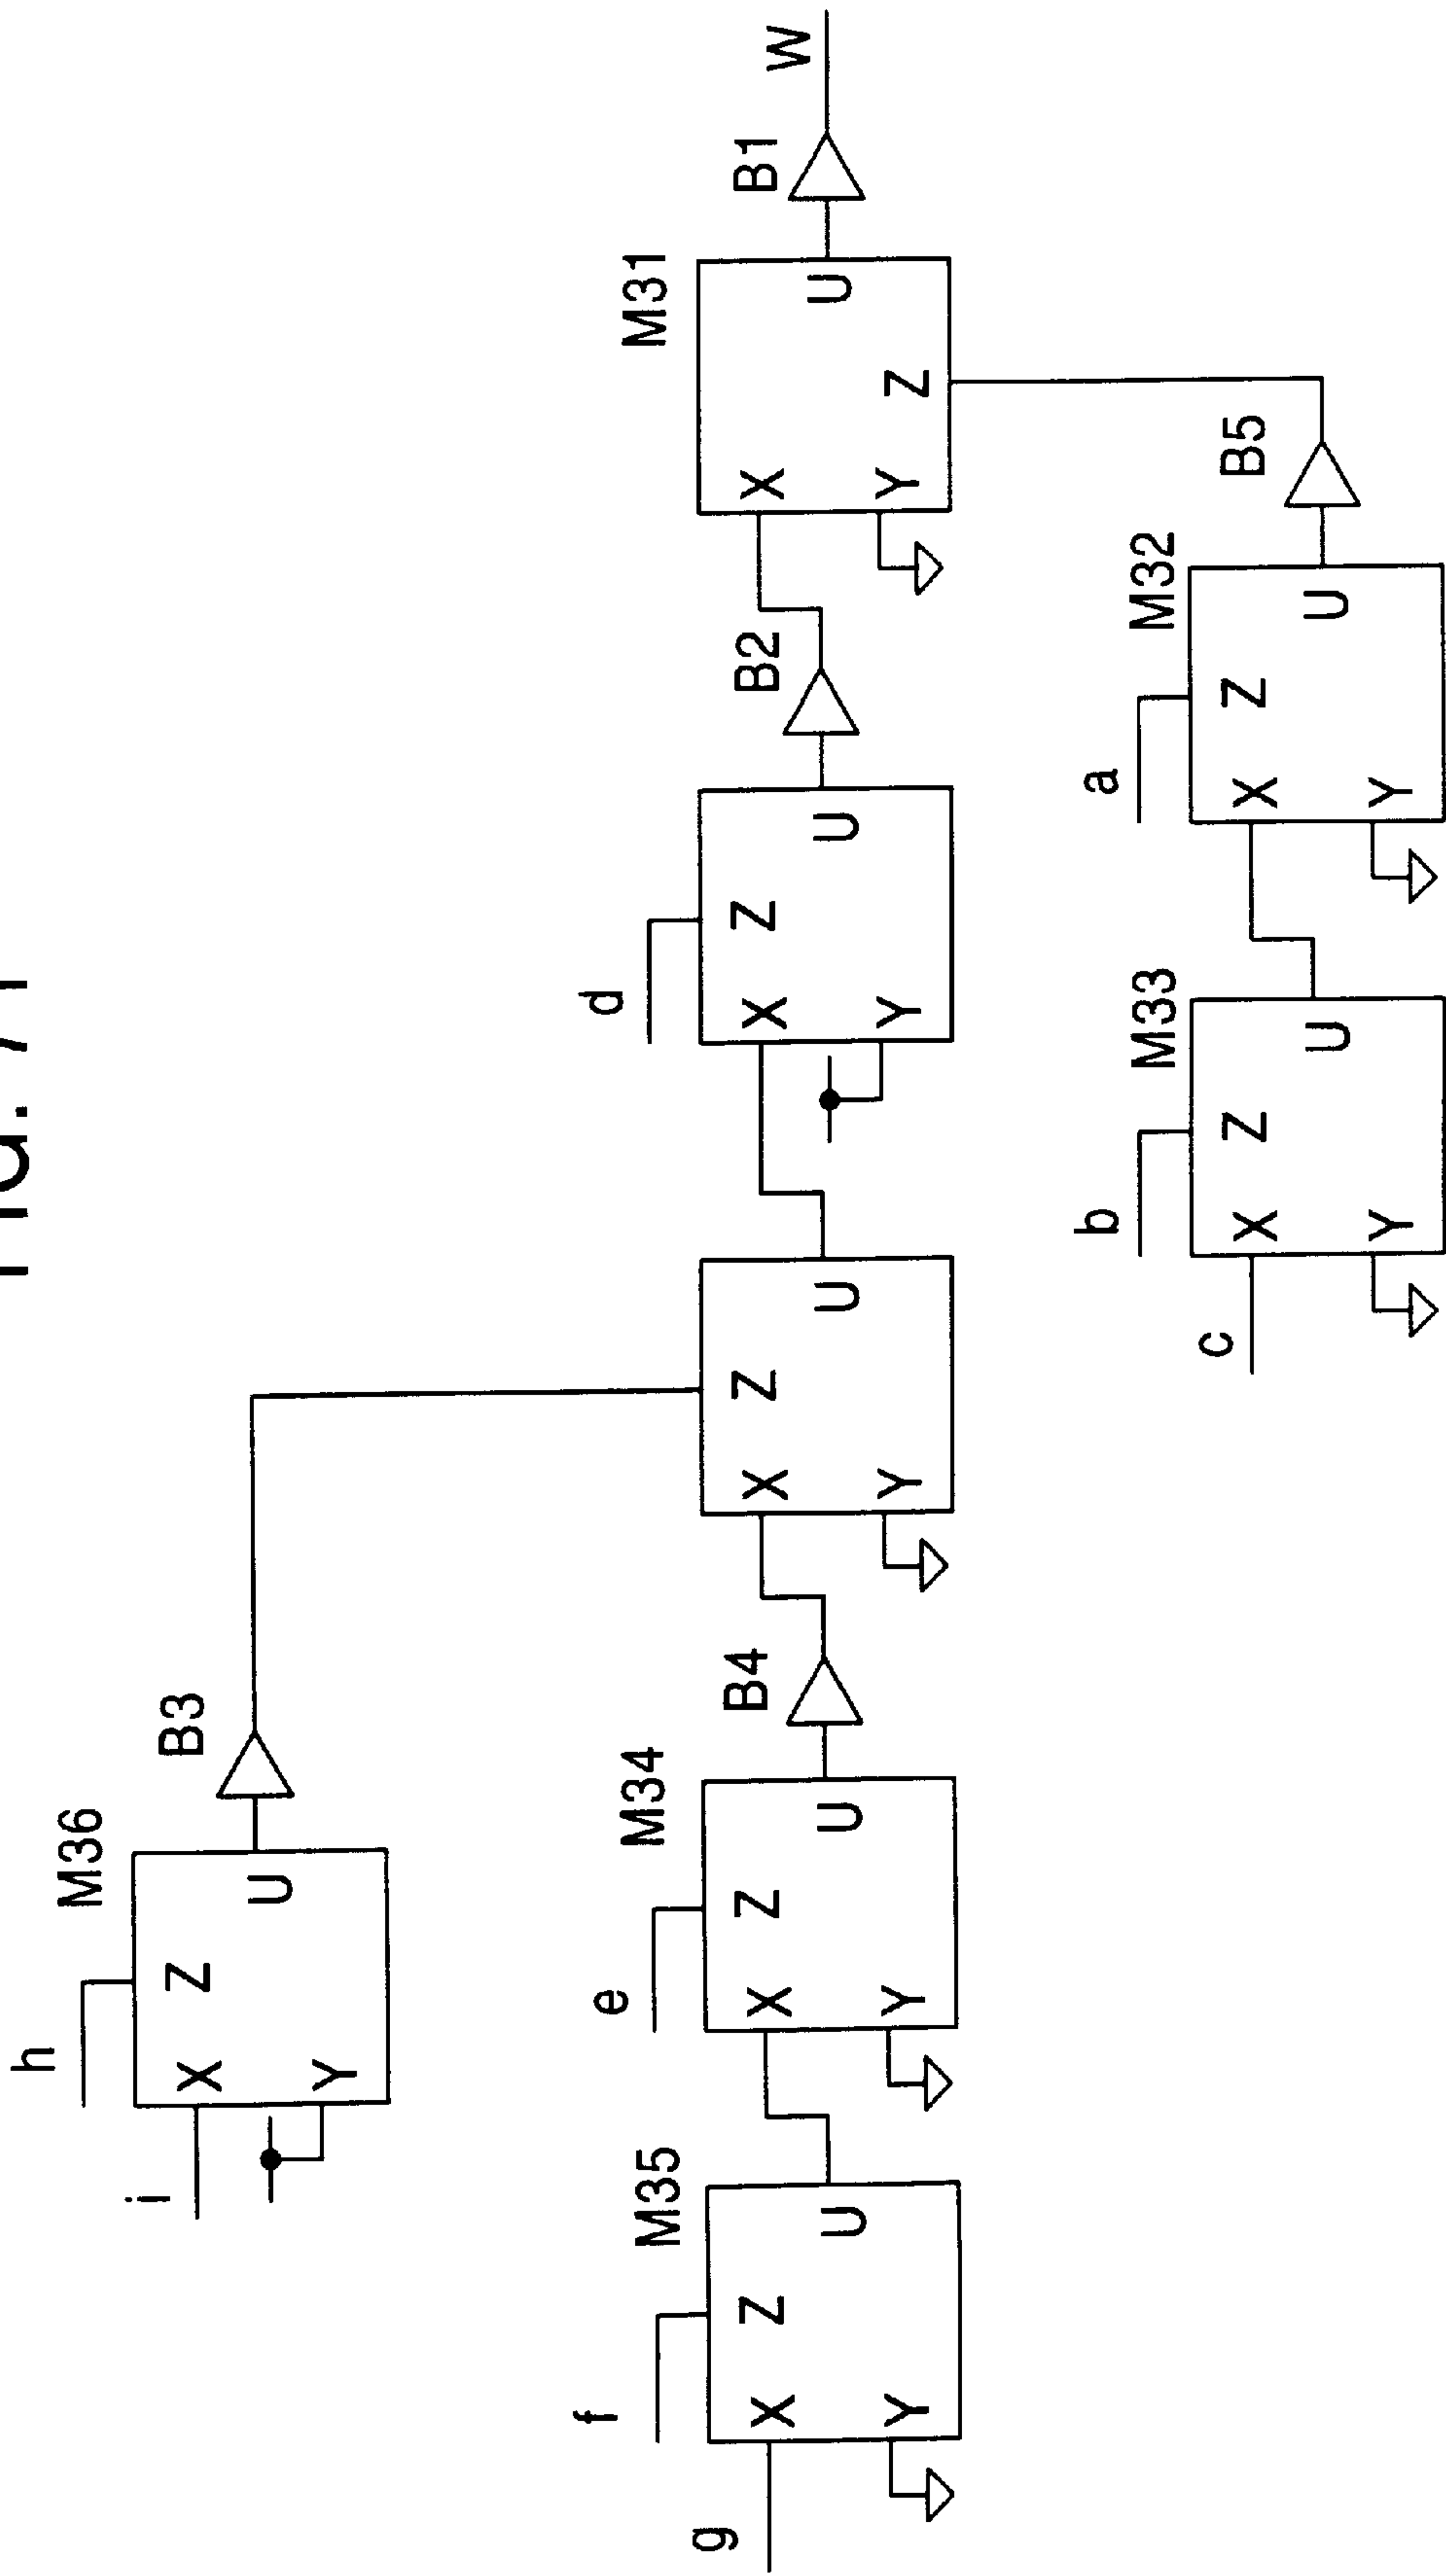 FIG. 71
h
M36
i
X
Z
Y
U
B3
f
M35
g
X
Z
Y
U
e
M34
X
Z
Y
U
B4
X
Z
Y
U
d
X
Z
Y
U
B2
M31
X
Y
Z
U
B1
W
b
M33
c
X
Z
Y
U
a
M32
X
Z
Y
U
B5